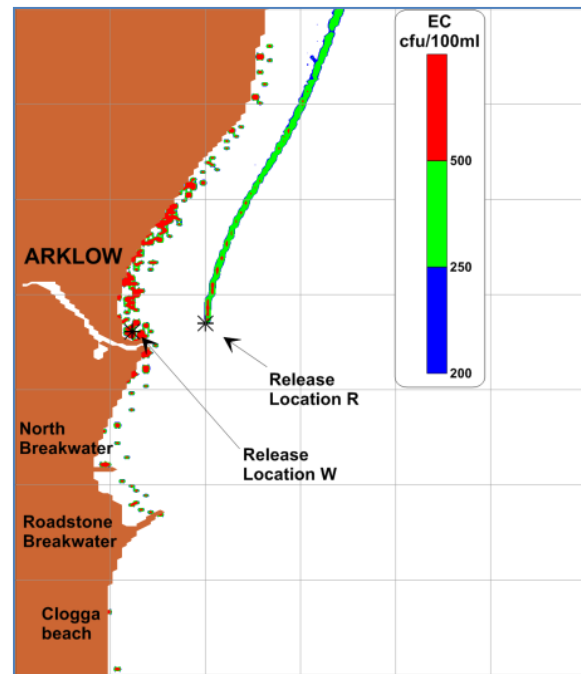 EC
cfu/100ml
500
250
200
ARKLOW
Release
Location R
North
Breakwater
Release
Location W
Roadstone
Breakwater
Clogga
beach